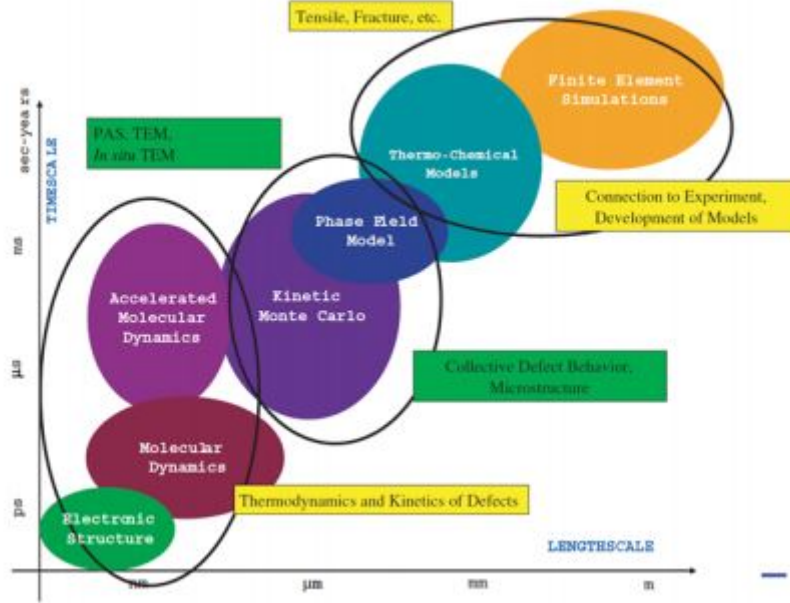 Tensile, Fracture, etc.
Finite Element
Simulations
sec-years
TIMESCALE
PAS, TEM,
In situ TEM
Thermo-Chemical
Models
Connection to Experiment,
Development of Models
Phase Field
Model
ms
Accelerated
Molecular
Dynamics
Kinetic
Monte Carlo
µs
Collective Defect Behavior,
Microstructure
Molecular
Dynamics
Thermodynamics and Kinetics of Defects
ps
Electronic
Structure
LENGTHSCALE
nm
µm
mm
m